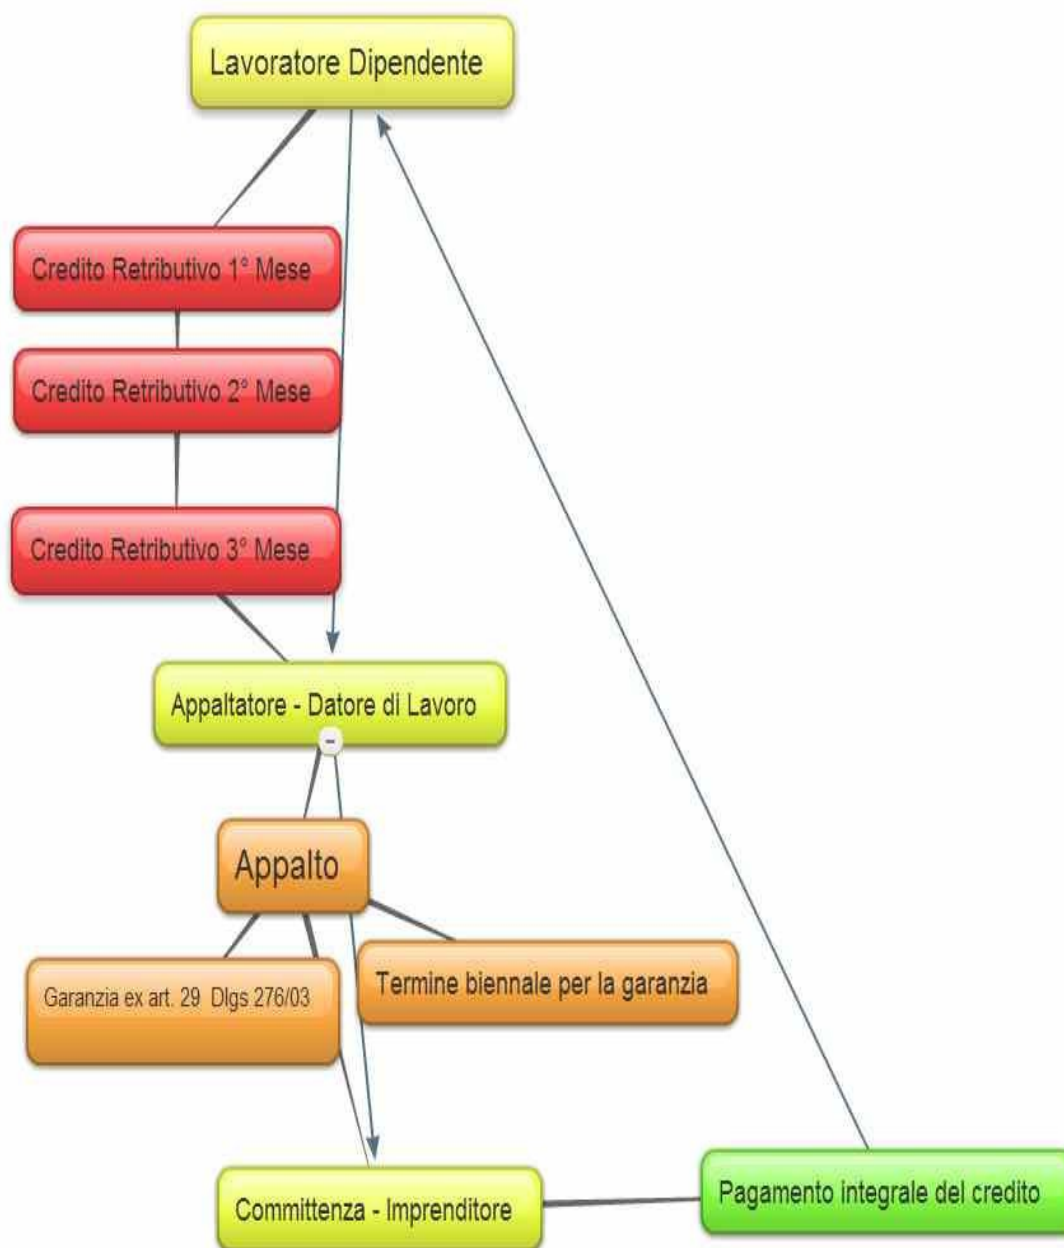 Lavoratore Dipendente
Credito Retributivo 1° Mese
Credito Retributivo 2° Mese
Credito Retributivo 3° Mese
Appaltatore - Datore di Lavoro
Appalto
Termine biennale per la garanzia
Garanzia ex art. 29 Dlgs 276/03
Pagamento integrale del credito
Committenza - Imprenditore